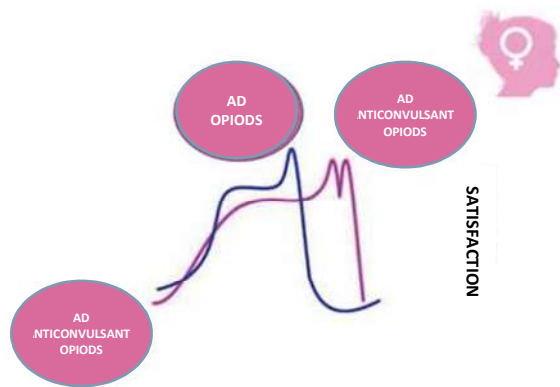 AD
OPIODS
AD
.NTICONVULSANT
OPIODS
SATISFACTION
AD
.NTICONVULSANT
OPIODS